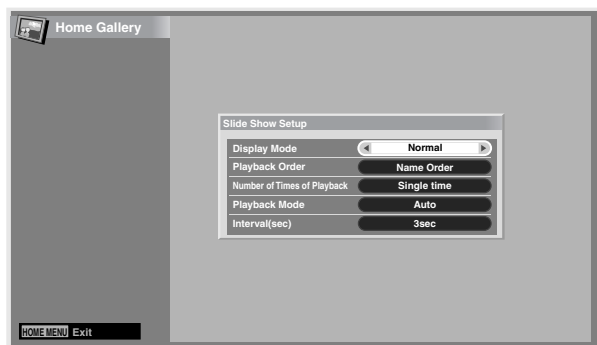 Home Gallery
Slide Show Setup
Display Mode Normal
Playback Order Name Order
Number of Times of Playback Single time
Playback Mode Auto
Interval(sec) 3sec
HOME MENU Exit